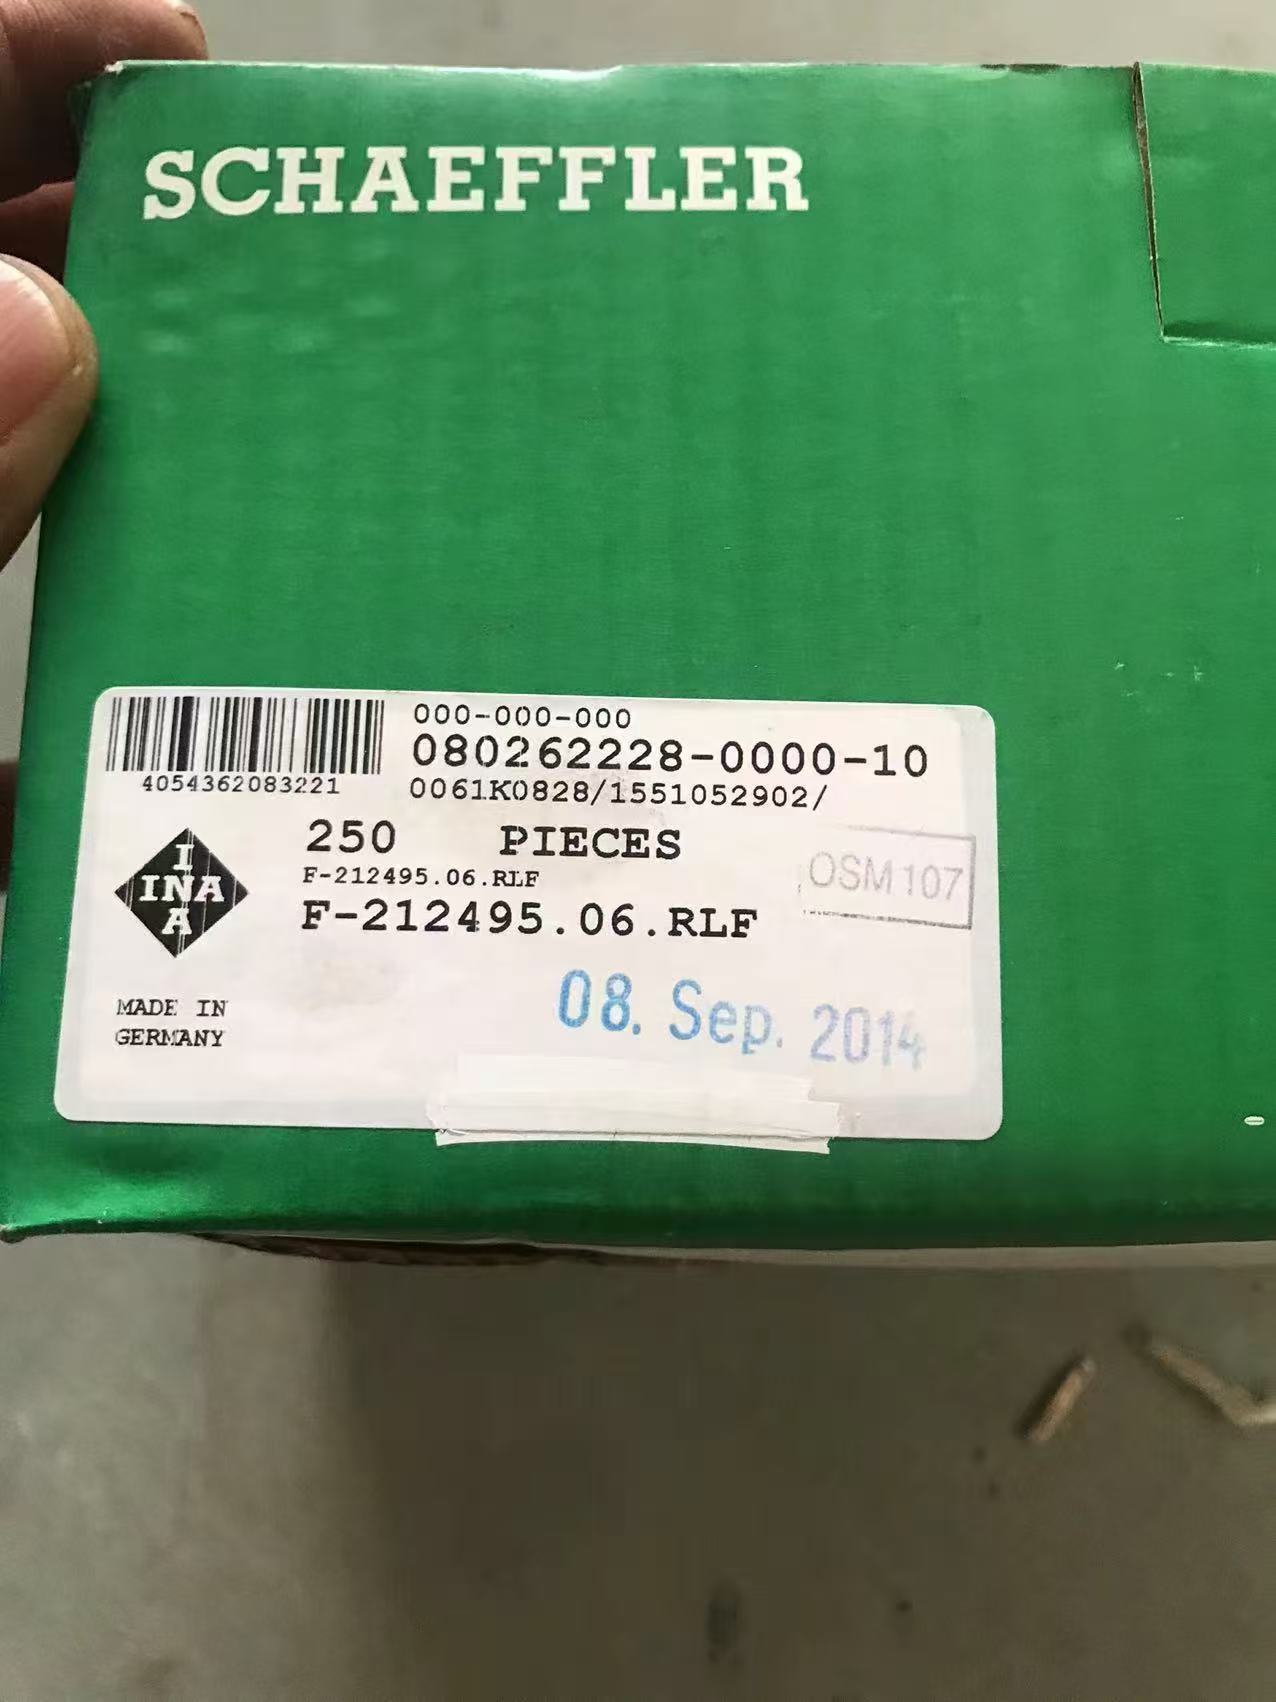 SCHAEFFLER
000-000-000
080262228-0000-10
4054362083221
0061K0828/1551052902/
250 PIECES
F-212495.06.RLF
F-212495.06.RLF
OSM 107
I
INA
A
08. Sep. 2014
MADE IN
GERMANY